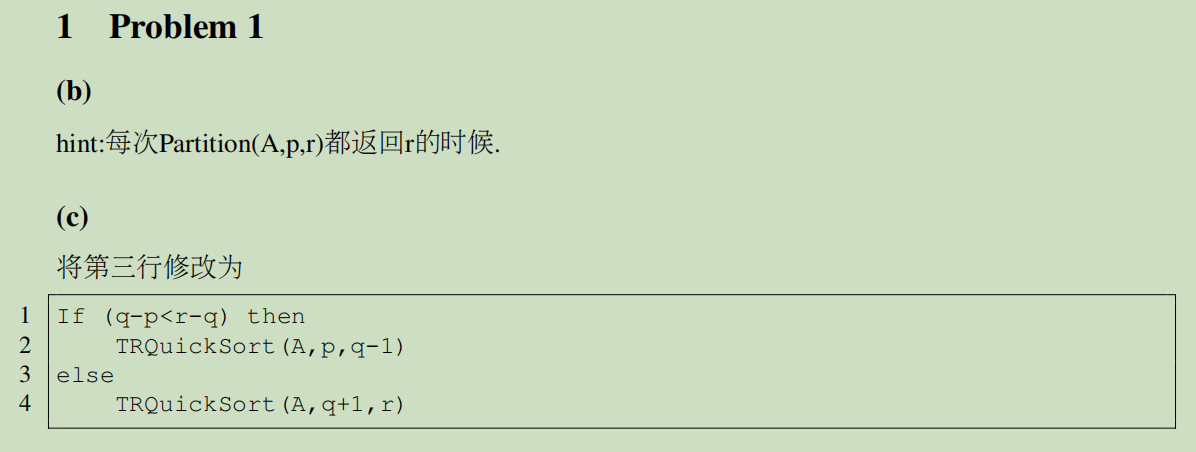 1 Problem 1
(b)
hint:每次Partition(A,p,r)都返回r的时候.
(c)
将第三行修改为
1 If (q-p<r-q) then
2 TRQuickSort(A,p,q-1)
3 else
4 TRQuickSort(A,q+1,r)